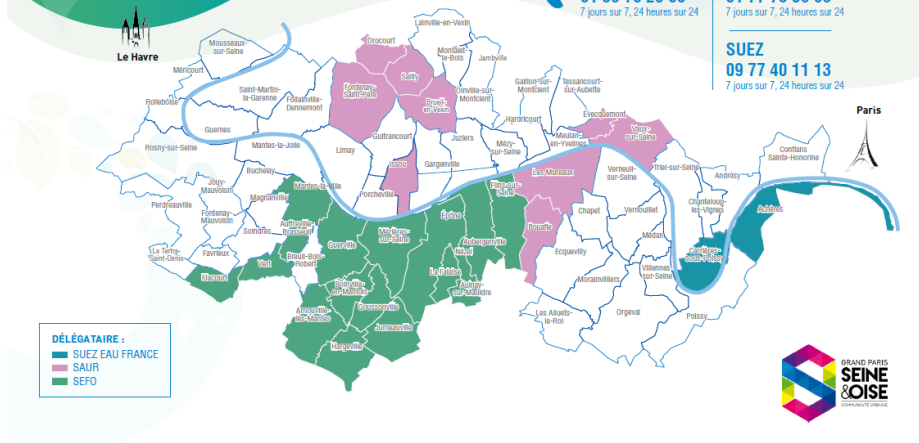 7 jours sur 7, 24 heures sur 24
7 jours sur 7, 24 heures sur 24
SUEZ
09 77 40 11 13
7 jours sur 7, 24 heures sur 24
Le Havre
Paris
Lainville-en-Vexin
Mousseaux-
sur-Seine
Drocourt
Montalet-
le-Bois
Jambville
Méricourt
Sailly
Fontenay-
Saint-Père
Saint-Martin-
la-Garenne
Follainville-
Dennemont
Oinville-sur-
Montcient
Gaillon-sur-
Montcient
Tessancourt-
sur-Aubette
Rolleboise
Brueil-
en-Vexin
Hardricourt
Évecquemont
Guernes
Guitrancourt
Juziers
Mézy-
sur-Seine
Meulan-
en-Yvelines
Vaux-
sur-Seine
Rosny-sur-Seine
Mantes-la-Jolie
Limay
Issou
Gargenville
Conflans
Sainte-Honorine
Buchelay
Les Mureaux
Verneuil-
sur-Seine
Triel-sur-Seine
Andrésy
Jouy-
Mauvoisin
Magnanville
Mantes-la-Ville
Porcheville
Flins-sur-
Seine
Chanteloup-
les-Vignes
Perdreauville
Fontenay-
Mauvoisin
Auffreville-
Brasseuil
Épône
Chapet
Vernouillet
Achères
Soindres
Mézières-
sur-Seine
Bouafle
Médan
Le Tertre-
Saint-Denis
Favrieux
Vert
Breuil-Bois-
Robert
Guerville
Aubergenville
Nézel
Ecquevilly
Carrières-
sous-Poissy
Flacourt
La Falaise
Aulnay-
sur-Mauldre
Morainvilliers
Villennes-
sur-Seine
Boinville-
en-Mantois
Arnouville-
les-Mantes
Goussonville
Jumeauville
Les Alluets-
le-Roi
Orgeval
Poissy
Hargeville
DÉLÉGATAIRE :
SUEZ EAU FRANCE
SAUR
SEFO
GRAND PARIS
SEINE
&OISE
COMMUNAUTÉ URBAINE